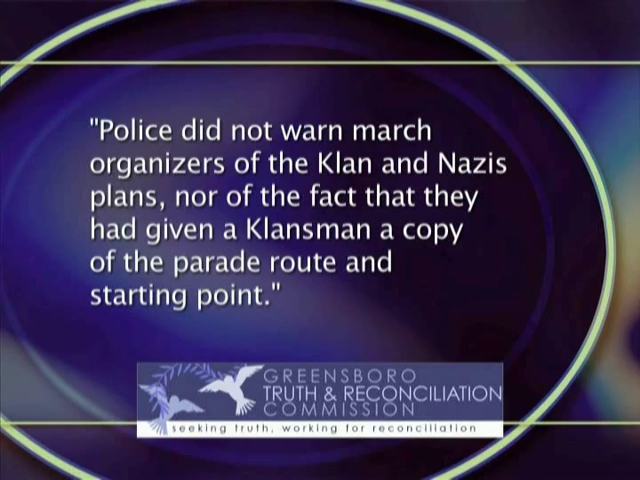 "Police did not warn march
organizers of the Klan and Nazis
plans, nor of the fact that they
had given a Klansman a copy
of the parade route and
starting point."
GREENSBORO
TRUTH & RECONCILIATION
COMMISSION
seeking truth, working for reconciliation